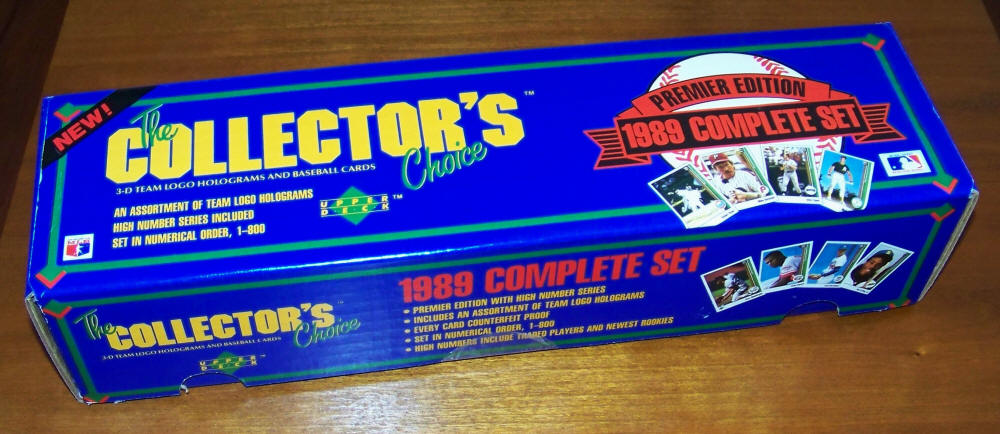 NEW!
The
COLLECTOR'S™
Choice
3-D TEAM LOGO HOLOGRAMS AND BASEBALL CARDS
AN ASSORTMENT OF TEAM LOGO HOLOGRAMS
HIGH NUMBER SERIES INCLUDED
SET IN NUMERICAL ORDER, 1-800
UPPER
DECK™
PREMIER EDITION
1989 COMPLETE SET
The
COLLECTOR'S™
Choice
3-D TEAM LOGO HOLOGRAMS AND BASEBALL CARDS
UPPER
DECK™
1989 COMPLETE SET
• PREMIER EDITION WITH HIGH NUMBER SERIES
• INCLUDES AN ASSORTMENT OF TEAM LOGO HOLOGRAMS
• EVERY CARD COUNTERFEIT PROOF
• SET IN NUMERICAL ORDER, 1-800
• HIGH NUMBERS INCLUDE TRADED PLAYERS AND NEWEST ROOKIES